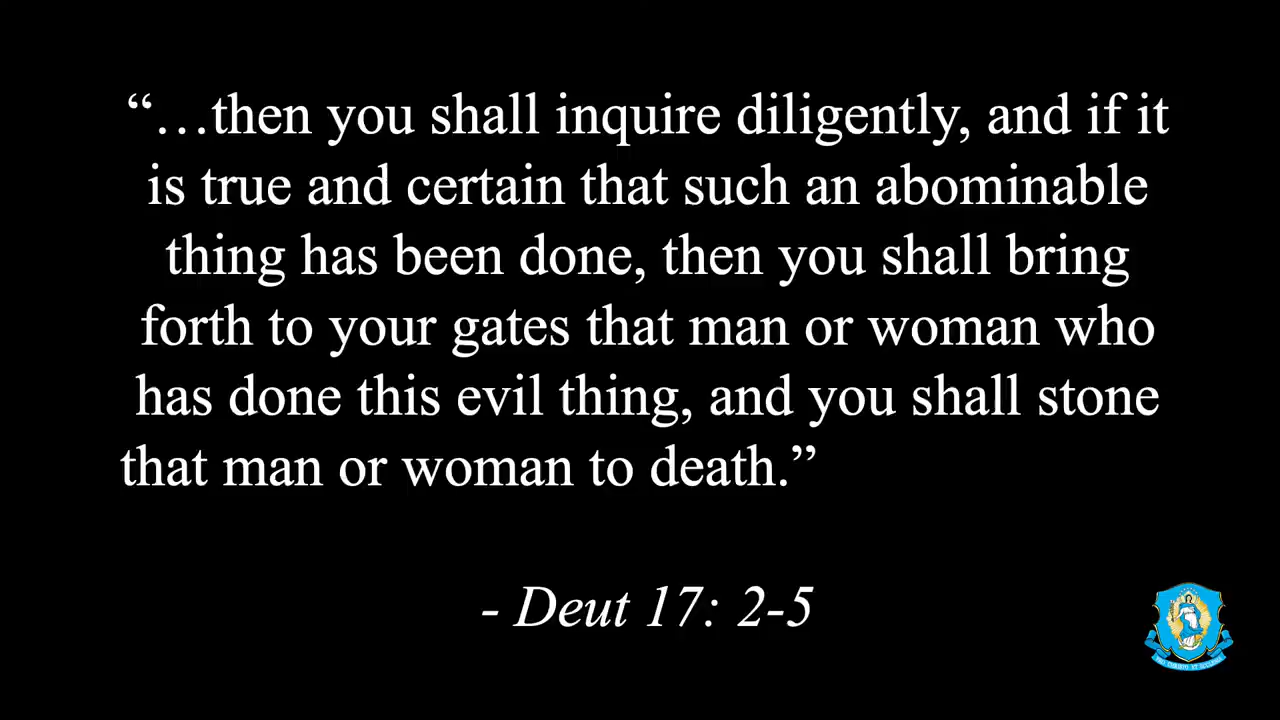 “…then you shall inquire diligently, and if it
is true and certain that such an abominable
thing has been done, then you shall bring
forth to your gates that man or woman who
has done this evil thing, and you shall stone
that man or woman to death.”
- Deut 17: 2-5